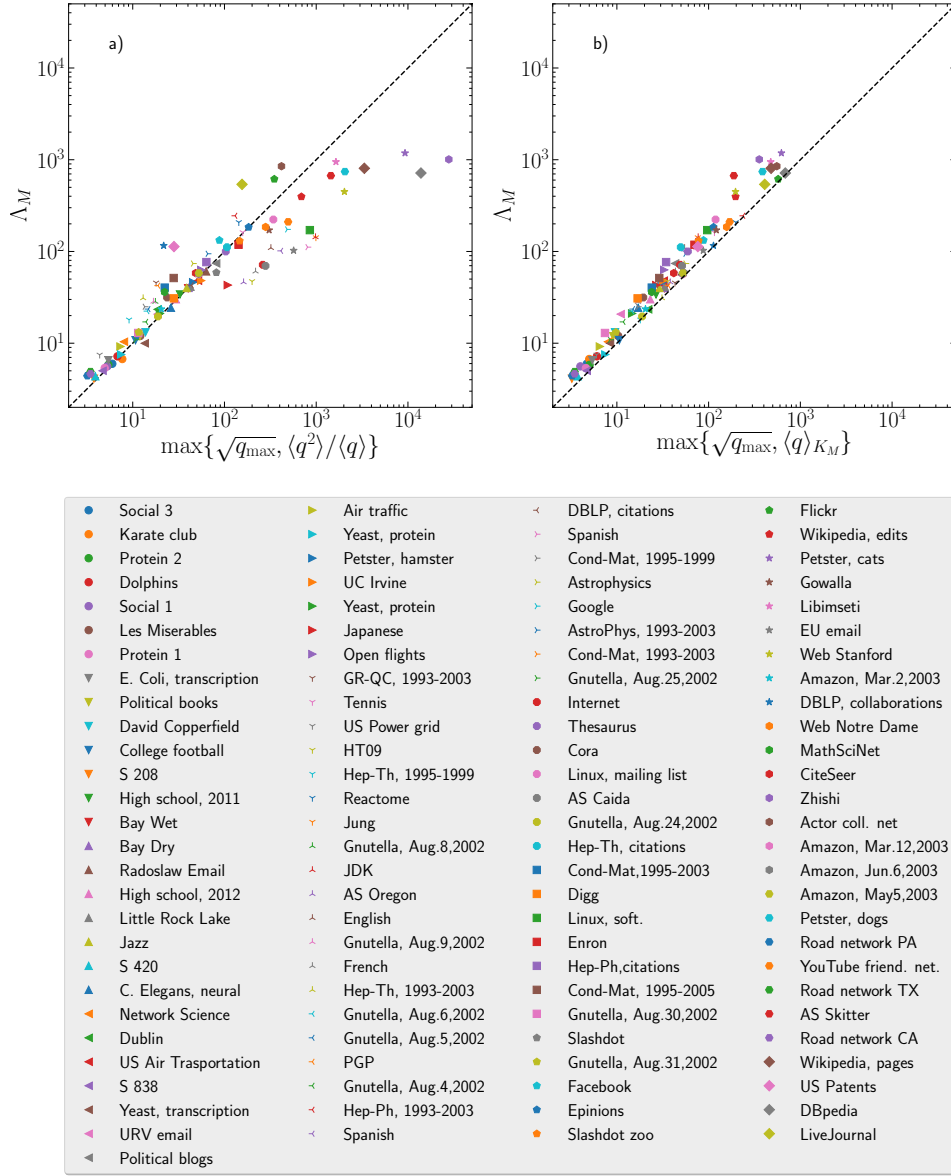 a)
b)
10^4
10^3
10^2
10^1
Λ_M
10^1 10^2 10^3 10^4
max{√q_max, ⟨q^2⟩/⟨q⟩}
10^4
10^3
10^2
10^1
Λ_M
10^1 10^2 10^3 10^4
max{√q_max, ⟨q⟩_{K_M}}
Social 3
Karate club
Protein 2
Dolphins
Social 1
Les Miserables
Protein 1
E. Coli, transcription
Political books
David Copperfield
College football
S 208
High school, 2011
Bay Wet
Bay Dry
Radoslaw Email
High school, 2012
Little Rock Lake
Jazz
S 420
C. Elegans, neural
Network Science
Dublin
US Air Trasportation
S 838
Yeast, transcription
URV email
Political blogs
Air traffic
Yeast, protein
Petster, hamster
UC Irvine
Yeast, protein
Japanese
Open flights
GR-QC, 1993-2003
Tennis
US Power grid
HT09
Hep-Th, 1995-1999
Reactome
Jung
Gnutella, Aug.8,2002
JDK
AS Oregon
English
Gnutella, Aug.9,2002
French
Hep-Th, 1993-2003
Gnutella, Aug.6,2002
Gnutella, Aug.5,2002
PGP
Gnutella, Aug.4,2002
Hep-Ph, 1993-2003
Spanish
DBLP, citations
Spanish
Cond-Mat, 1995-1999
Astrophysics
Google
AstroPhys, 1993-2003
Cond-Mat, 1993-2003
Gnutella, Aug.25,2002
Internet
Thesaurus
Cora
Linux, mailing list
AS Caida
Gnutella, Aug.24,2002
Hep-Th, citations
Cond-Mat,1995-2003
Digg
Linux, soft.
Enron
Hep-Ph,citations
Cond-Mat, 1995-2005
Gnutella, Aug.30,2002
Slashdot
Gnutella, Aug.31,2002
Facebook
Epinions
Slashdot zoo
Flickr
Wikipedia, edits
Petster, cats
Gowalla
Libimseti
EU email
Web Stanford
Amazon, Mar.2,2003
DBLP, collaborations
Web Notre Dame
MathSciNet
CiteSeer
Zhishi
Actor coll. net
Amazon, Mar.12,2003
Amazon, Jun.6,2003
Amazon, May5,2003
Petster, dogs
Road network PA
YouTube friend. net.
Road network TX
AS Skitter
Road network CA
Wikipedia, pages
US Patents
DBpedia
LiveJournal